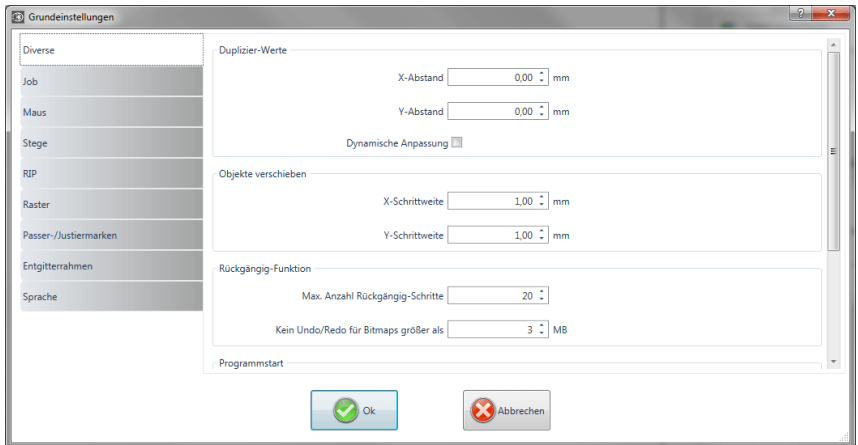 Grundeinstellungen
Diverse
Job
Maus
Stege
RIP
Raster
Passer-/Justiermarken
Entgitterrahmen
Sprache
Duplizier-Werte
X-Abstand 0,00 mm
Y-Abstand 0,00 mm
Dynamische Anpassung
Objekte verschieben
X-Schrittweite 1,00 mm
Y-Schrittweite 1,00 mm
Rückgängig-Funktion
Max. Anzahl Rückgängig-Schritte 20
Kein Undo/Redo für Bitmaps größer als 3 MB
Programmstart
Ok
Abbrechen